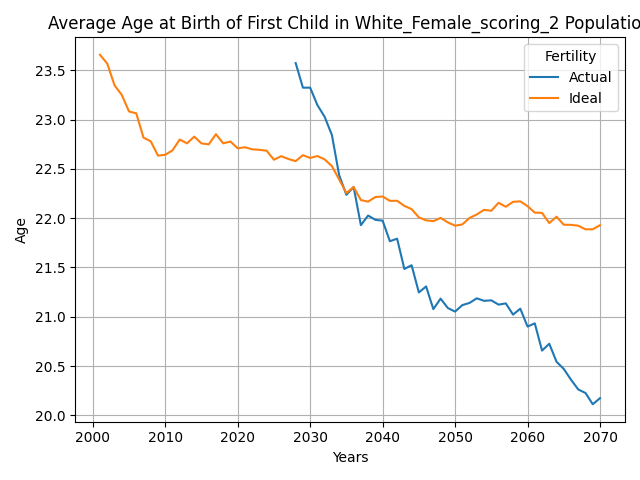 Average Age at Birth of First Child in White_Female_scoring_2 Populatio
Fertility
Actual
Ideal
23.5
23.0
22.5
22.0
21.5
21.0
20.5
20.0
Age
2000 2010 2020 2030 2040 2050 2060 2070
Years